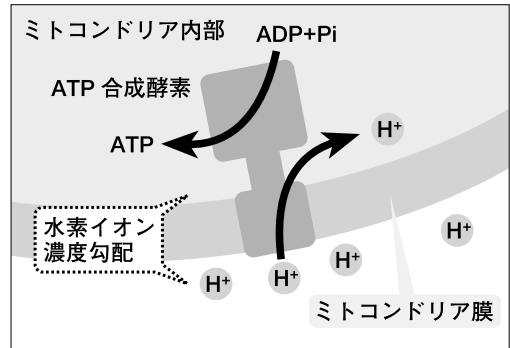 ミトコンドリア内部
ADP+Pi
ATP 合成酵素
ATP
H⁺
水素イオン
濃度勾配
H⁺
H⁺
H⁺
H⁺
ミトコンドリア膜